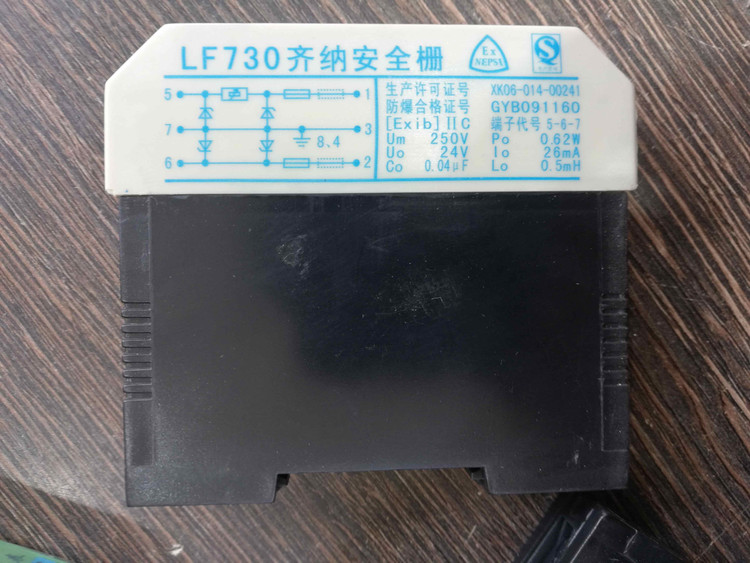 LF730齐纳安全栅
Ex
NEPSI
5
1
7
3
8、4
6
2
生产许可证号 XK06-014-00241
防爆合格证号 GYB091160
[Exib]ⅡC 端子代号 5-6-7
Um 250V Po 0.62W
Uo 24V Io 26mA
Co 0.04μF Lo 0.5mH